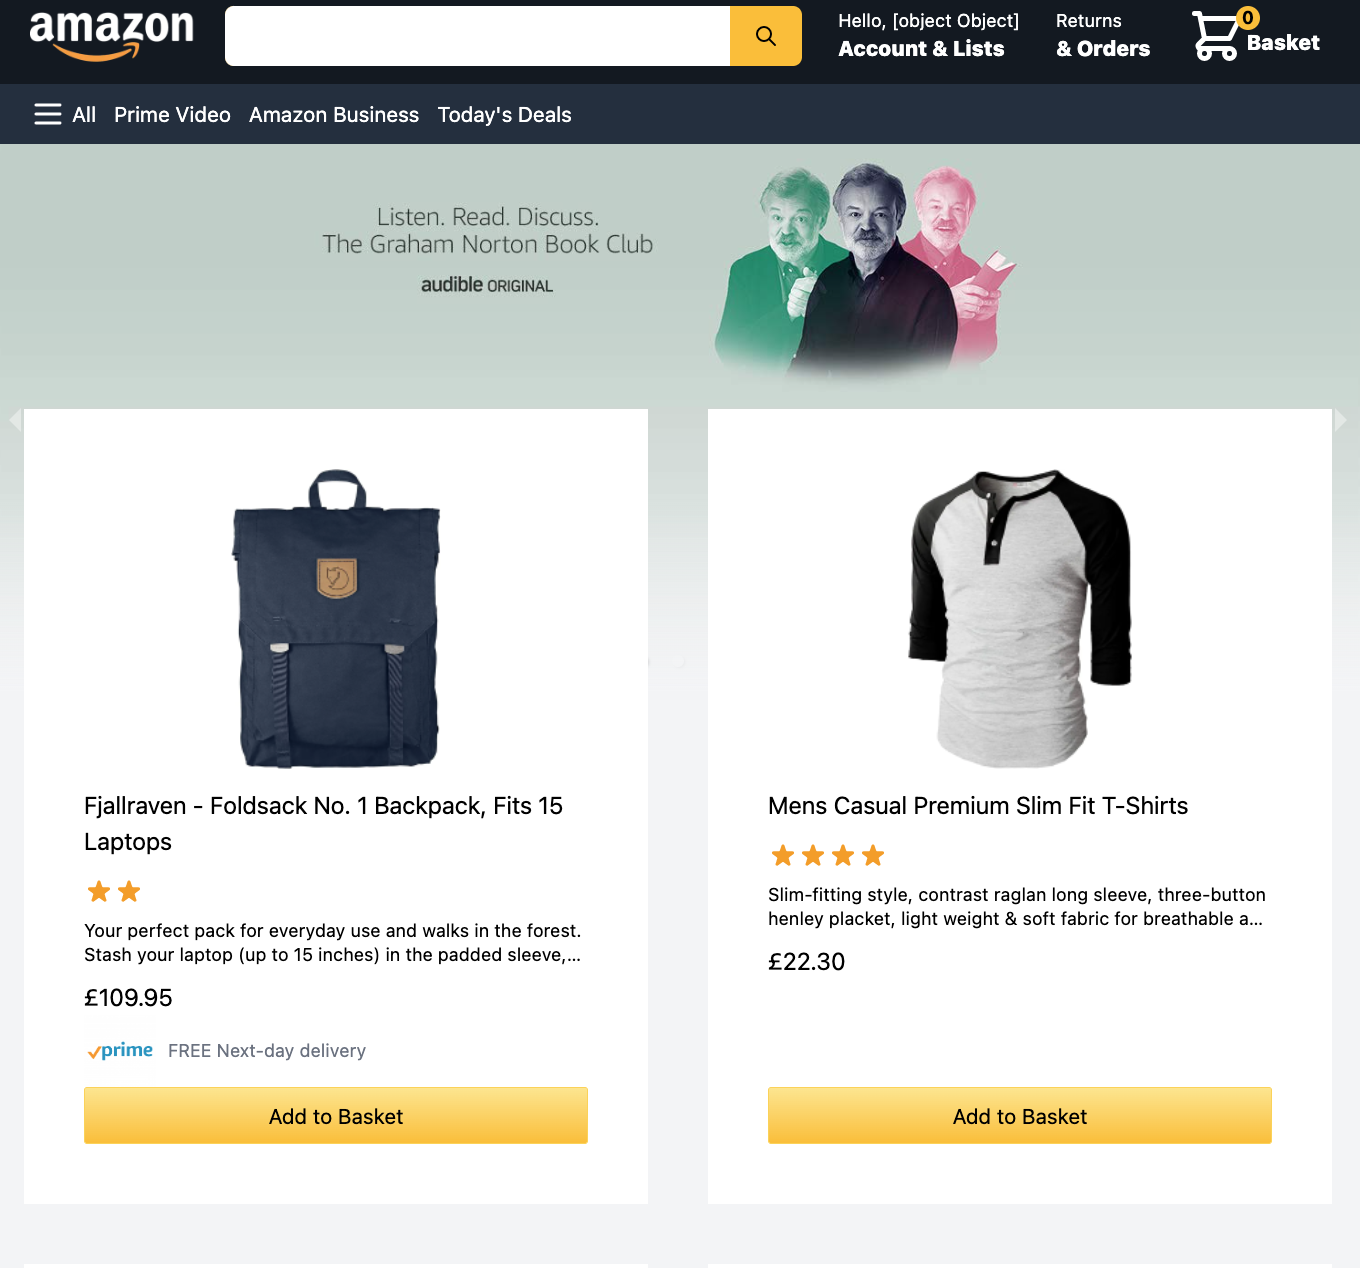 amazon
Hello, [object Object]
Account & Lists
Returns
& Orders
0
Basket
All
Prime Video
Amazon Business
Today's Deals
Listen. Read. Discuss.
The Graham Norton Book Club
audible ORIGINAL
Fjallraven - Foldsack No. 1 Backpack, Fits 15
Laptops
Your perfect pack for everyday use and walks in the forest.
Stash your laptop (up to 15 inches) in the padded sleeve,...
£109.95
prime
FREE Next-day delivery
Add to Basket
Mens Casual Premium Slim Fit T-Shirts
Slim-fitting style, contrast raglan long sleeve, three-button
henley placket, light weight & soft fabric for breathable a...
£22.30
Add to Basket